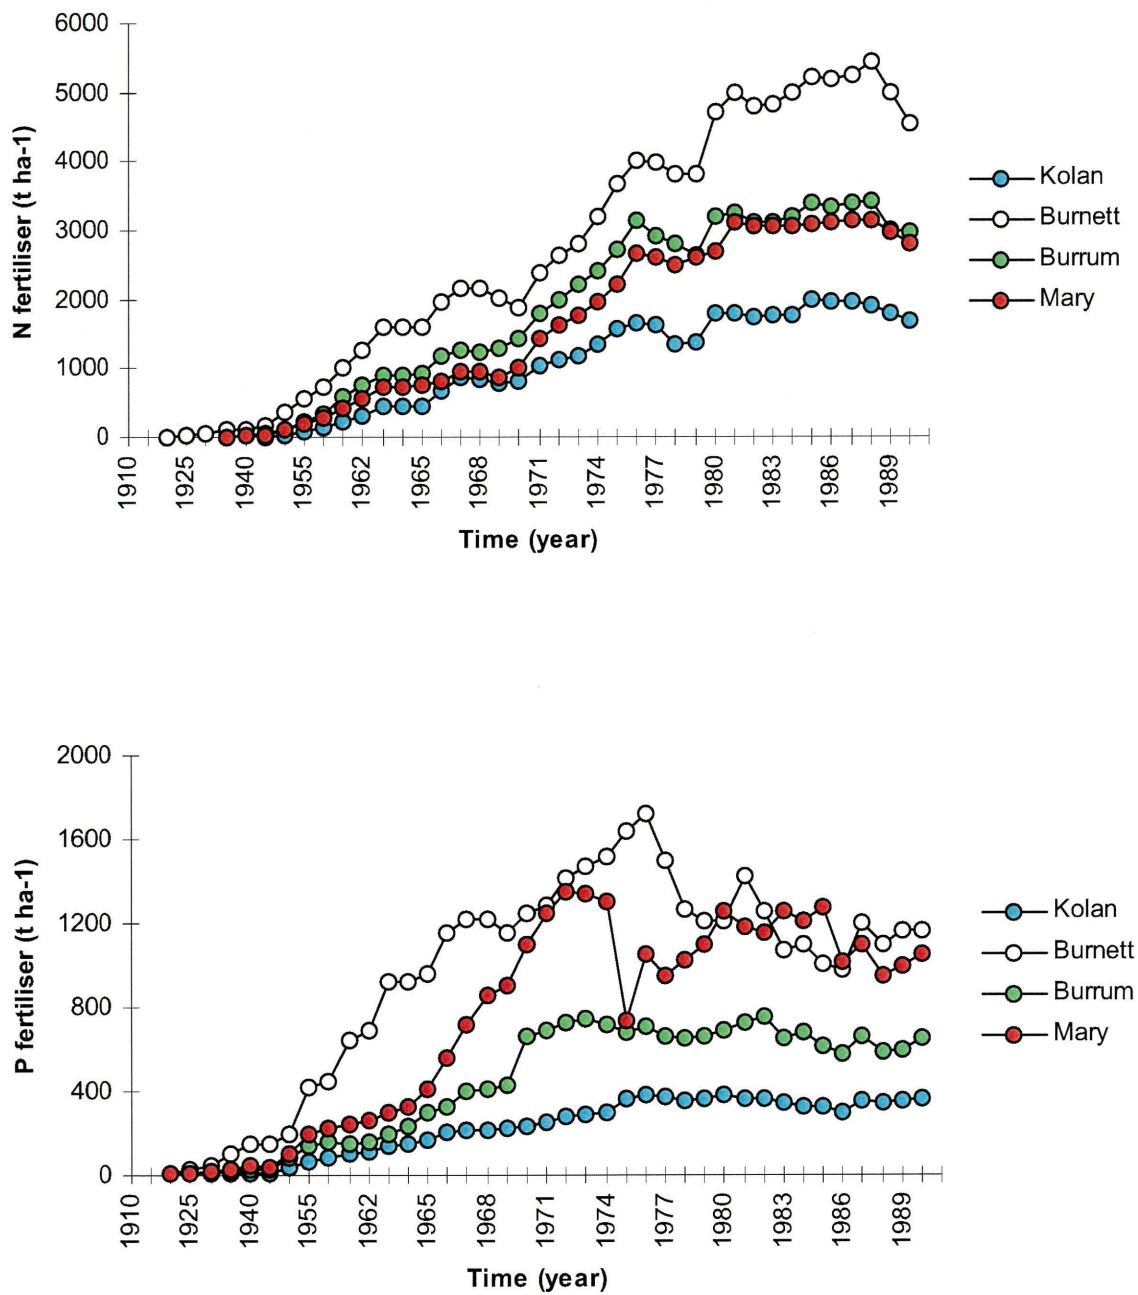 6000
5000
4000
3000
2000
1000
0
N fertiliser (t ha-1)
1910 1925 1940 1955 1962 1965 1968 1971 1974 1977 1980 1983 1986 1989
Time (year)
Kolan
Burnett
Burrum
Mary
2000
1600
1200
800
400
0
P fertiliser (t ha-1)
1910 1925 1940 1955 1962 1965 1968 1971 1974 1977 1980 1983 1986 1989
Time (year)
Kolan
Burnett
Burrum
Mary